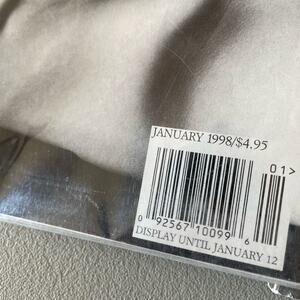 JANUARY 1998/$4.95
01>
0 92567 10099 6
DISPLAY UNTIL JANUARY 12